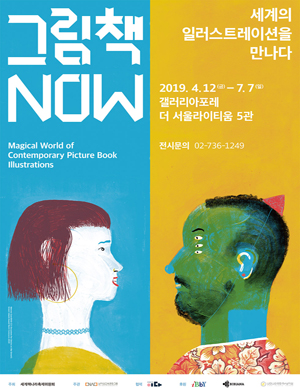 그림책
NOW
Magical World of
Contemporary Picture Book
Illustrations
세계의
일러스트레이션을
만나다
2019. 4. 12(금) – 7. 7(일)
갤러리아포레
더 서울라이티움 5관
전시문의 02-736-1249